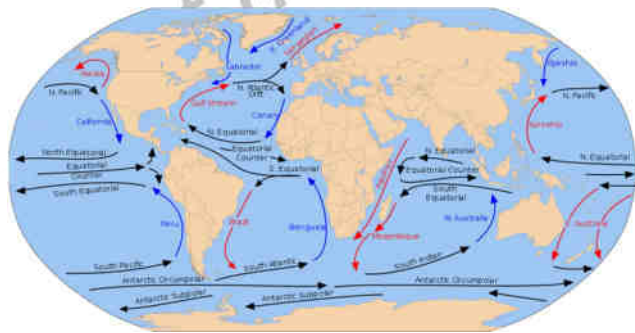 E. Greenland
Norwegian
Labrador
Alaska
N. Pacific
California
Gulf Stream
N. Atlantic
Drift
Canary
N. Equatorial
Equatorial
Counter
S. Equatorial
North Equatorial
Equatorial
Counter
South Equatorial
Peru
Brazil
Benguela
South Pacific
Antarctic Circumpolar
Antarctic Subpolar
South Atlantic
Antarctic Subpolar
Mozambique
N. Equatorial
Equatorial Counter
South
Equatorial
W. Australia
South Indian
Antarctic Circumpolar
Oyashio
N. Pacific
Kuroshio
N. Equatorial
E. Australia